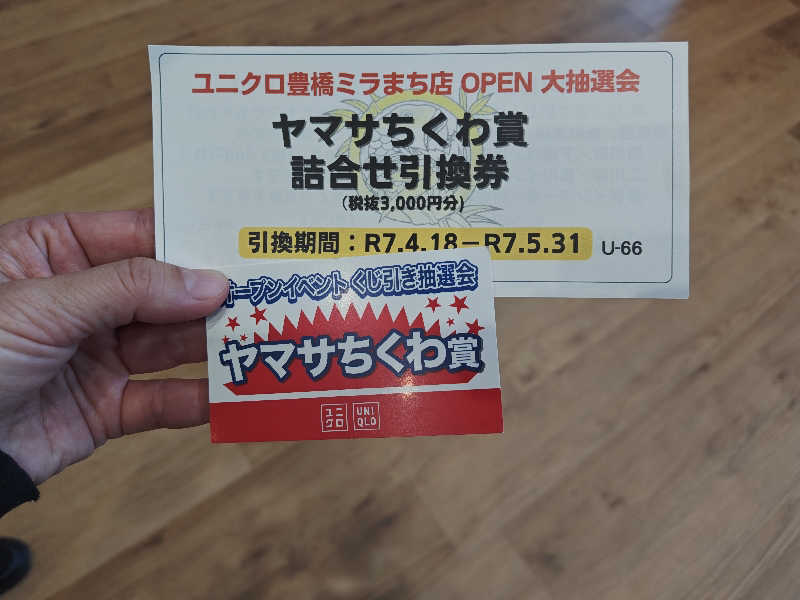 ユニクロ豊橋ミラまち店 OPEN 大抽選会
ヤマサちくわ賞
詰合せ引換券
(税抜3,000円分)
引換期間：R7.4.18－R7.5.31
U-66
オープンイベントくじ引き抽選会
ヤマサちくわ賞
ユニクロ
UNIQLO